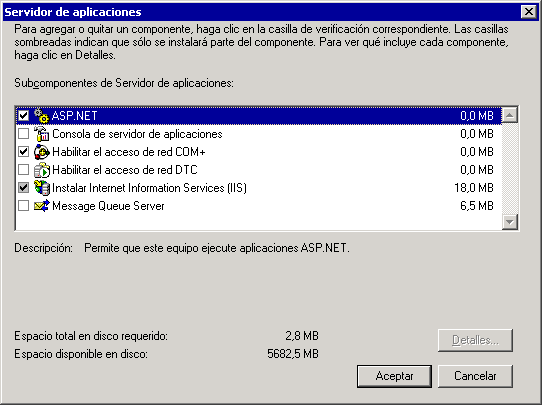 Servidor de aplicaciones
Para agregar o quitar un componente, haga clic en la casilla de verificación correspondiente. Las casillas
sombreadas indican que sólo se instalará parte del componente. Para ver qué incluye cada componente,
haga clic en Detalles.
Subcomponentes de Servidor de aplicaciones:
ASP.NET 0,0 MB
Consola de servidor de aplicaciones 0,0 MB
Habilitar el acceso de red COM+ 0,0 MB
Habilitar el acceso de red DTC 0,0 MB
Instalar Internet Information Services (IIS) 18,0 MB
Message Queue Server 6,5 MB
Descripción: Permite que este equipo ejecute aplicaciones ASP.NET.
Espacio total en disco requerido: 2,8 MB
Espacio disponible en disco: 5682,5 MB
Detalles...
Aceptar Cancelar